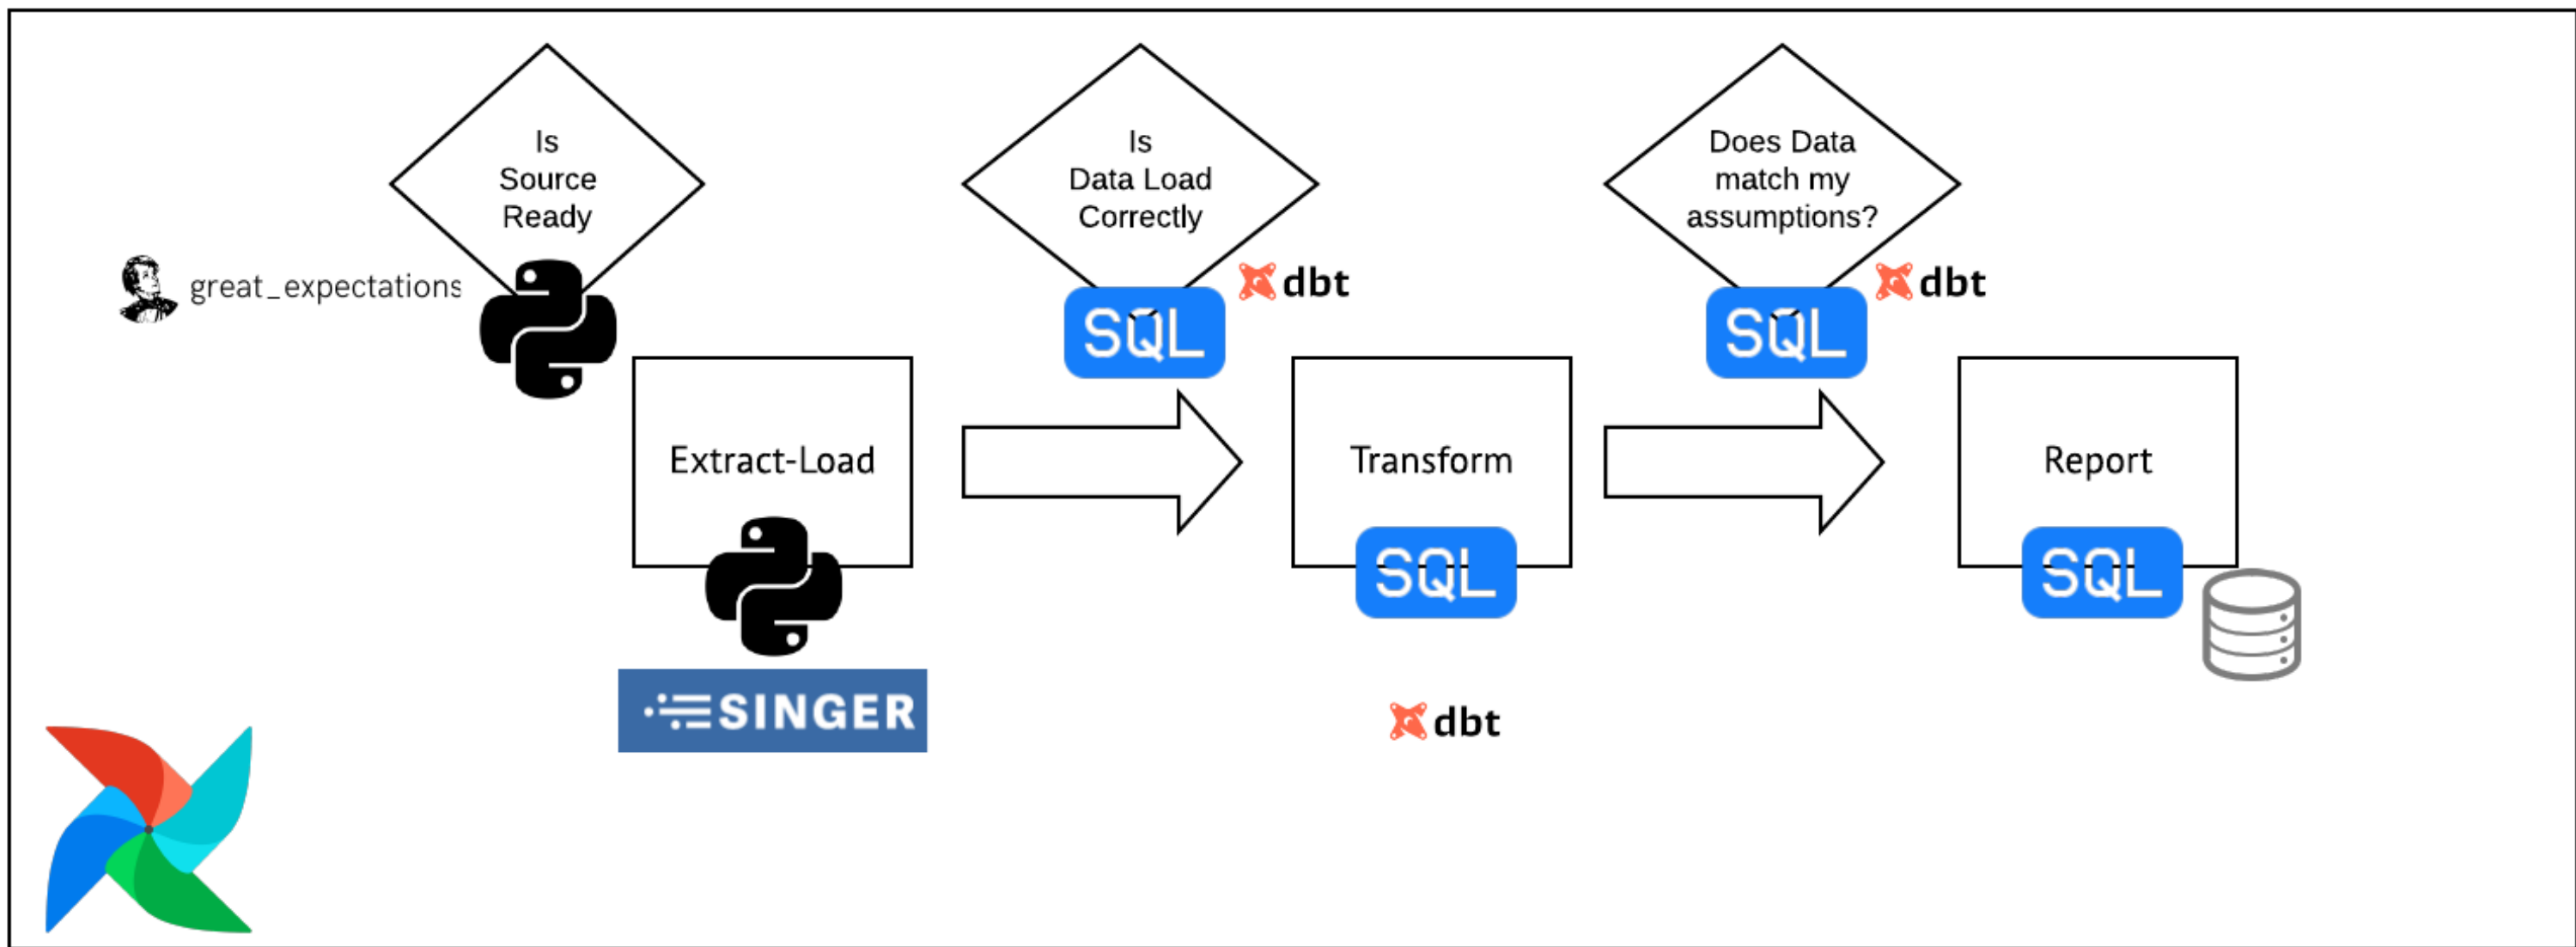 Is
Source
Ready
Is
Data Load
Correctly
Does Data
match my
assumptions?
great_expectations
dbt
dbt
SQL
SQL
Extract-Load
Transform
Report
SQL
SQL
SINGER
dbt